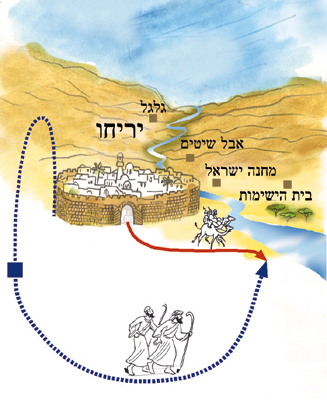 גלגל
יריחו
אבל שיטים
מחנה ישראל
בית הישימות